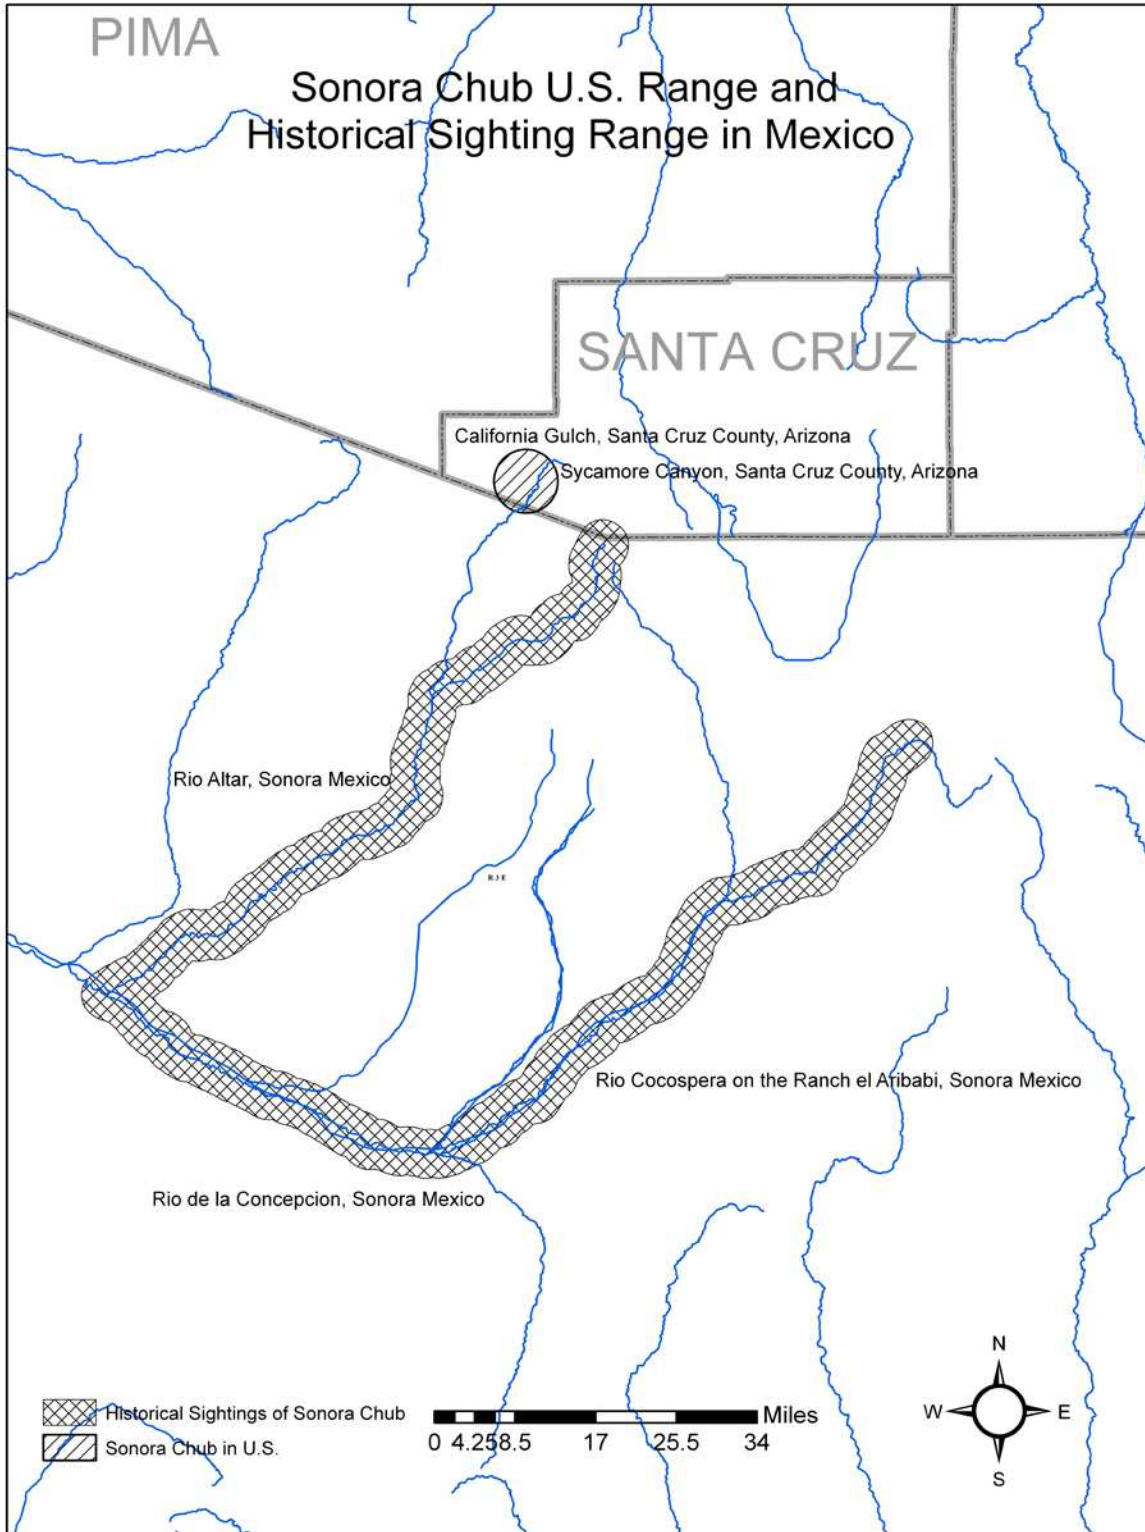 PIMA
Sonora Chub U.S. Range and
Historical Sighting Range in Mexico
SANTA CRUZ
California Gulch, Santa Cruz County, Arizona
Sycamore Canyon, Santa Cruz County, Arizona
Rio Altar, Sonora Mexico
RJE
Rio Cocospera on the Ranch el Aribabi, Sonora Mexico
Rio de la Concepcion, Sonora Mexico
N
W E
S
Historical Sightings of Sonora Chub
Sonora Chub in U.S.
Miles
0 4.25 8.5 17 25.5 34